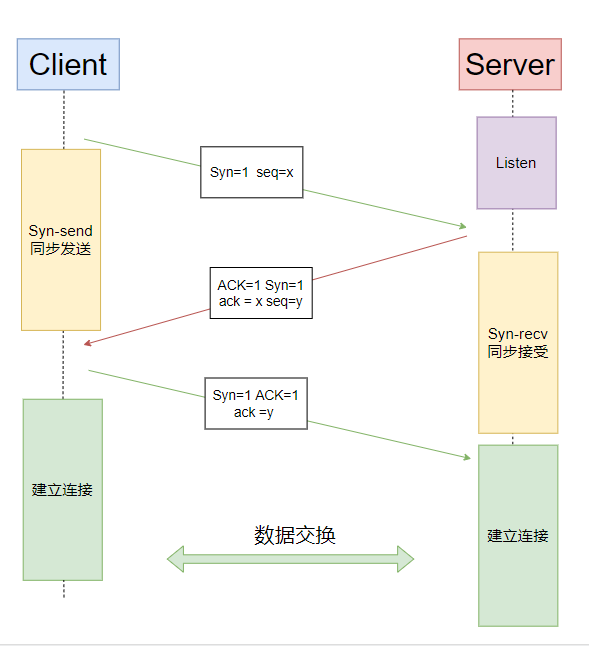 Client
Server
Syn=1 seq=x
Listen
Syn-send
同步发送
ACK=1 Syn=1
ack = x seq=y
Syn-recv
同步接受
Syn=1 ACK=1
ack =y
建立连接
建立连接
数据交换